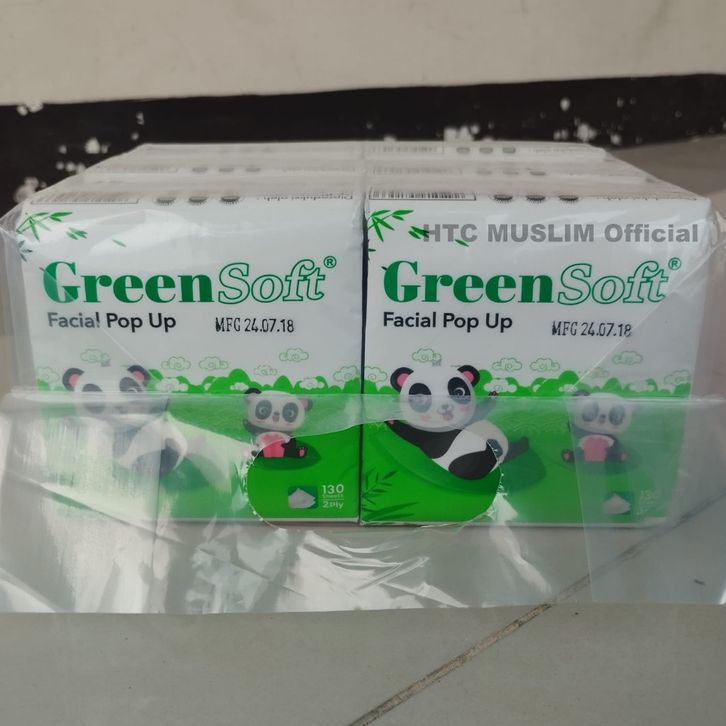 HTC MUSLIM Official
GreenSoft®
Facial Pop Up
MFG 24.07.18
130
Sheets
2 Ply
GreenSoft®
Facial Pop Up
MFG 24.07.18